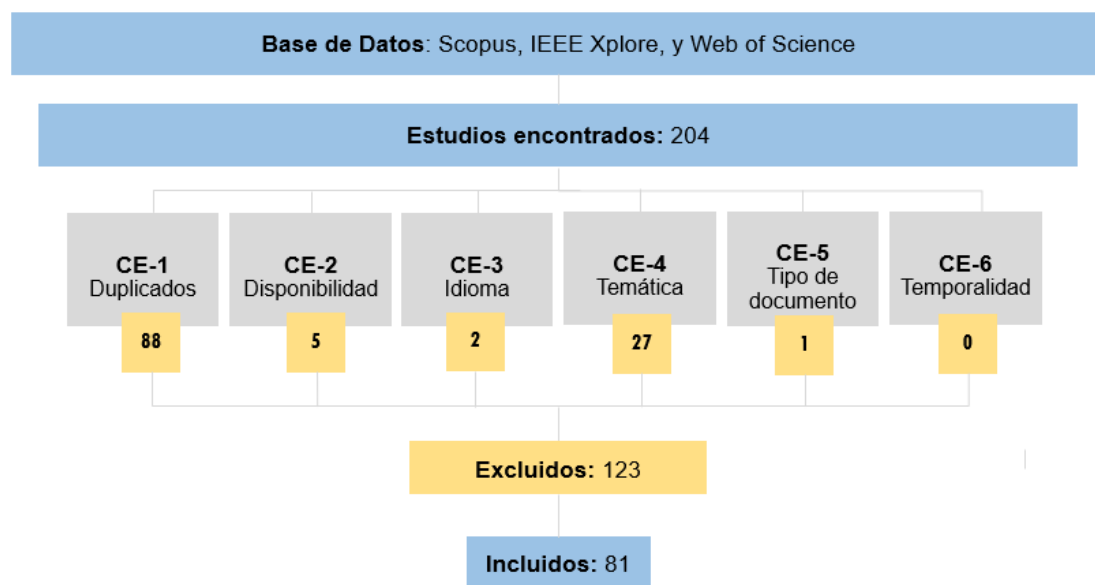 Base de Datos: Scopus, IEEE Xplore, y Web of Science
Estudios encontrados: 204
CE-1
Duplicados
88
CE-2
Disponibilidad
5
CE-3
Idioma
2
CE-4
Temática
27
CE-5
Tipo de
documento
1
CE-6
Temporalidad
0
Excluidos: 123
Incluidos: 81